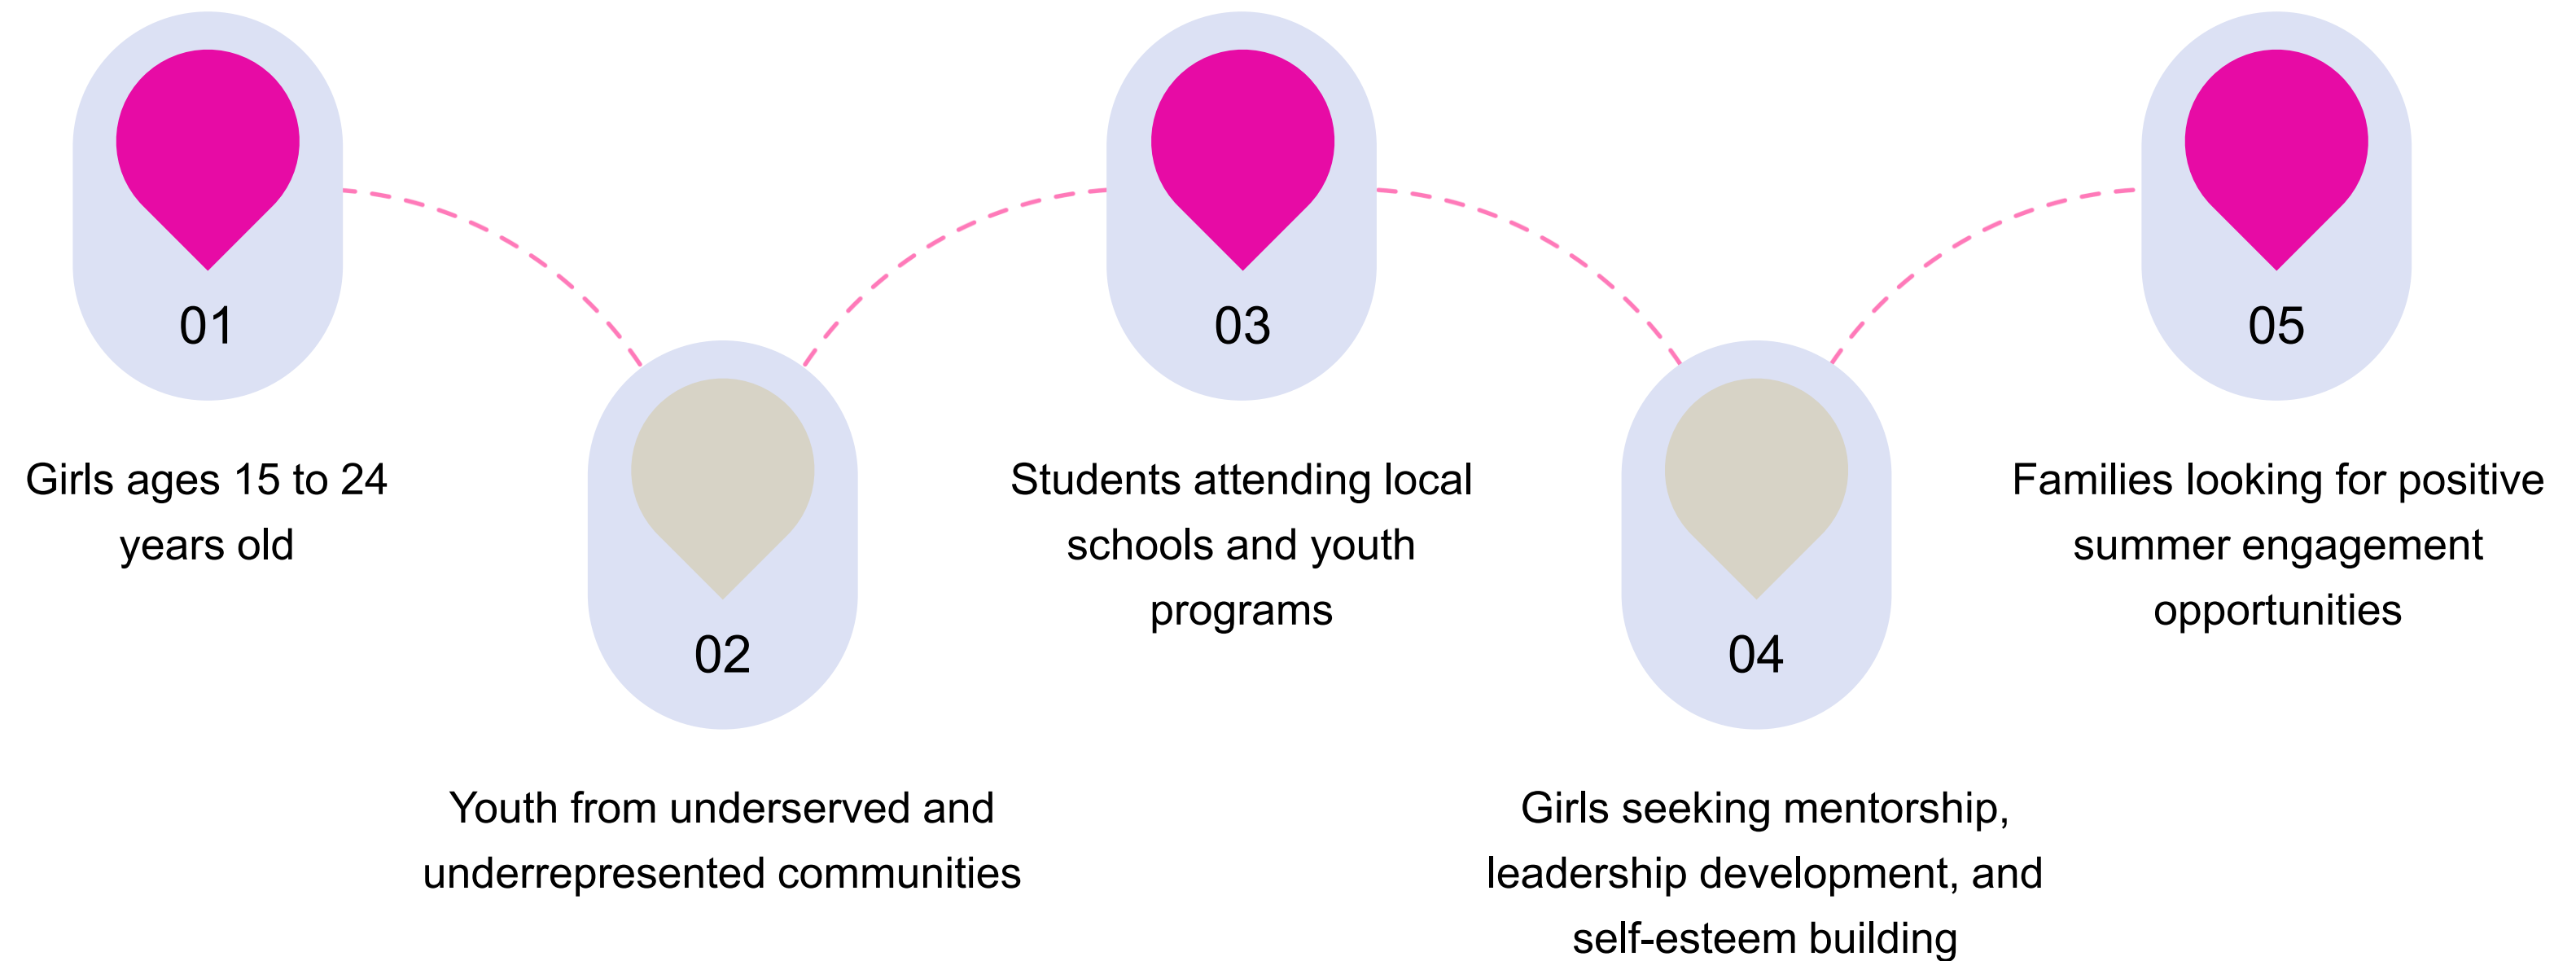 01
Girls ages 15 to 24
years old
02
Youth from underserved and
underrepresented communities
03
Students attending local
schools and youth
programs
04
Girls seeking mentorship,
leadership development, and
self-esteem building
05
Families looking for positive
summer engagement
opportunities